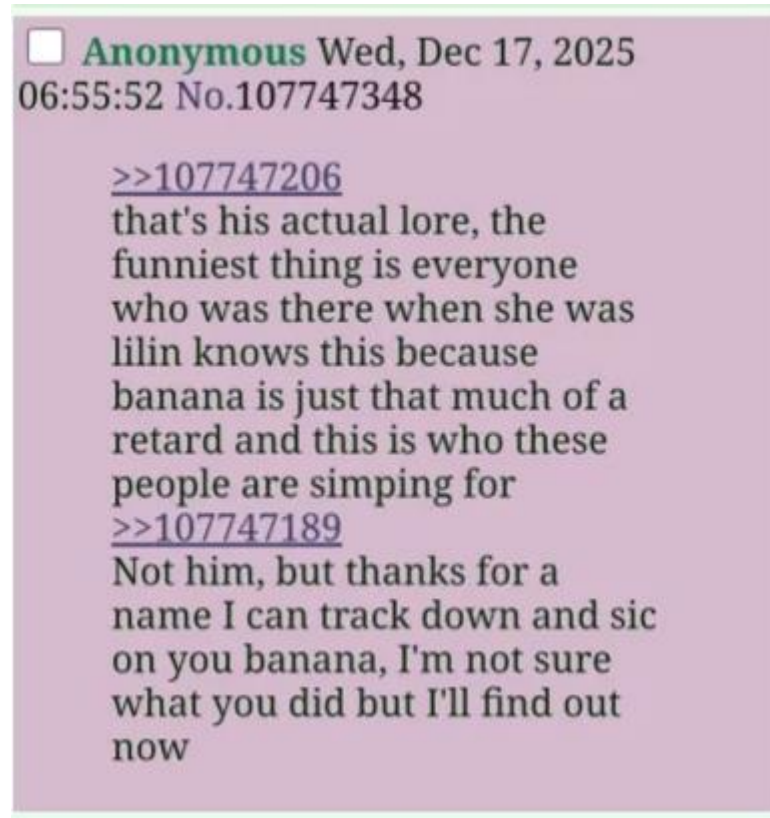 Anonymous Wed, Dec 17, 2025
06:55:52 No.107747348
>>107747206
that's his actual lore, the
funniest thing is everyone
who was there when she was
lilin knows this because
banana is just that much of a
retard and this is who these
people are simping for
>>107747189
Not him, but thanks for a
name I can track down and sic
on you banana, I'm not sure
what you did but I'll find out
now